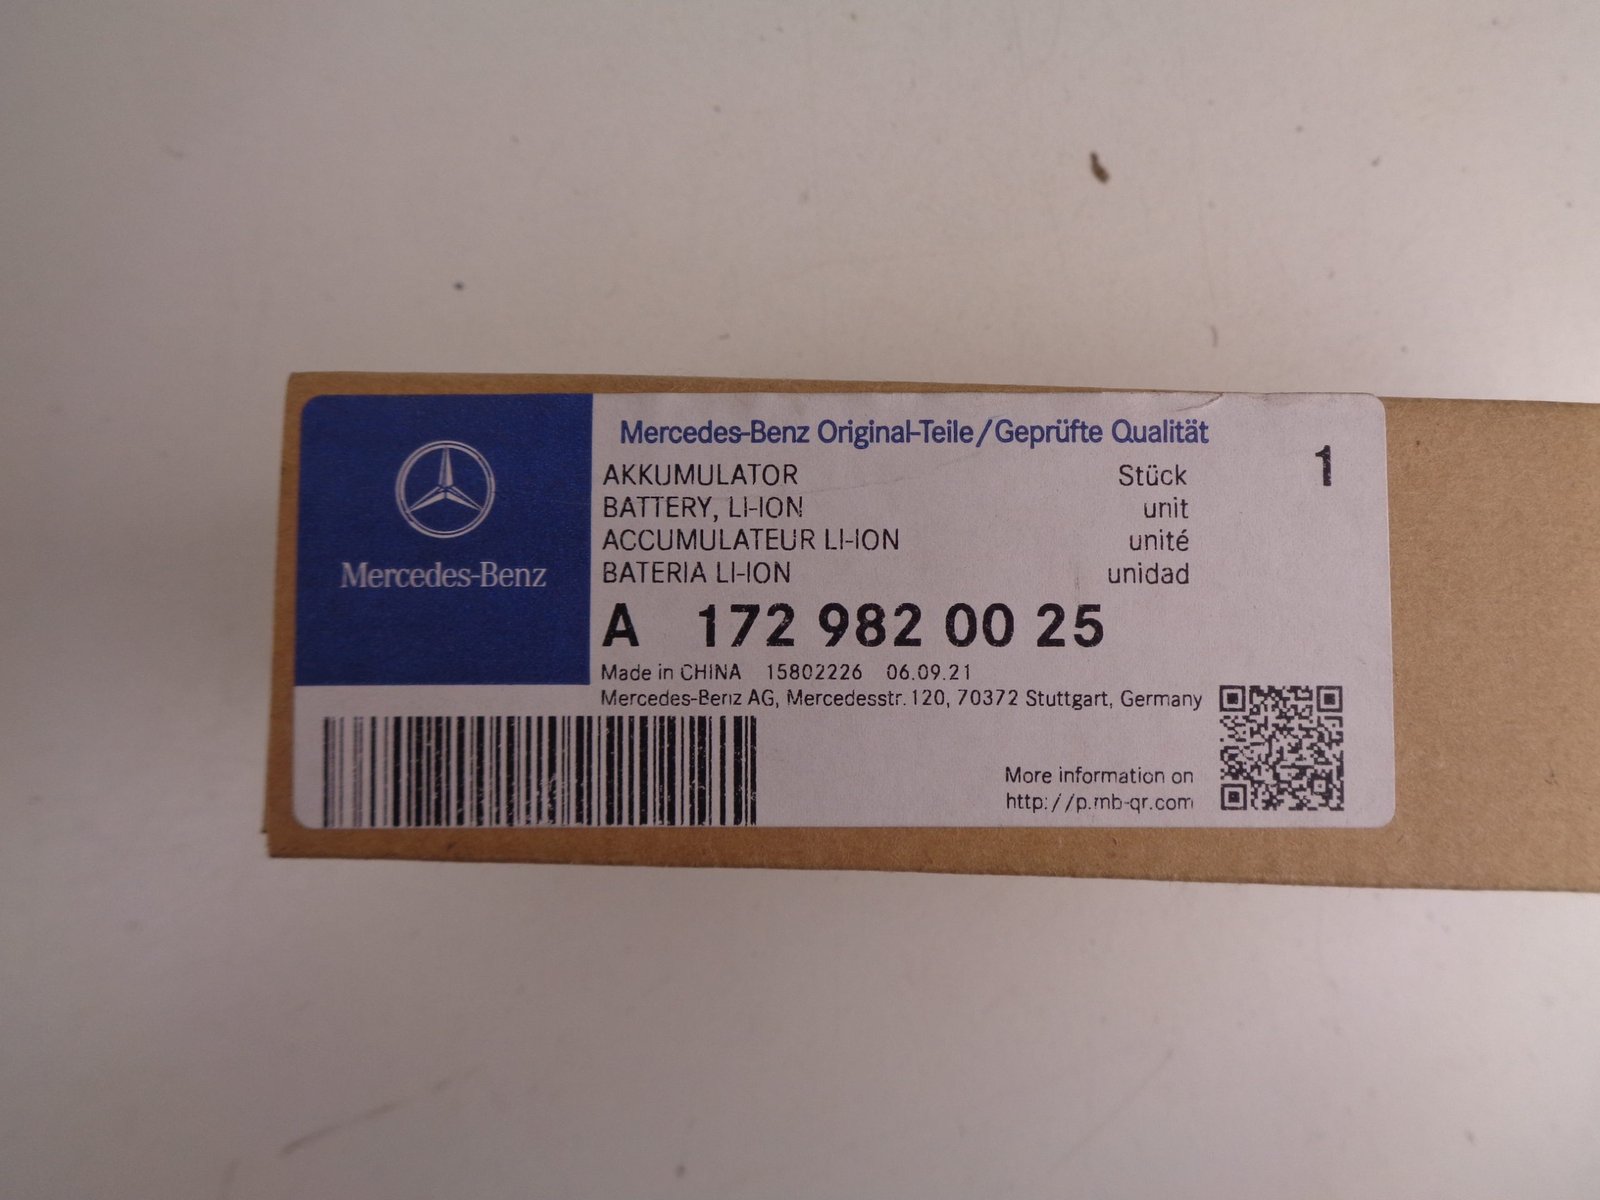 Mercedes-Benz
Mercedes-Benz Original-Teile/Geprüfte Qualität
AKKUMULATOR Stück 1
BATTERY, LI-ION unit
ACCUMULATEUR LI-ION unité
BATERIA LI-ION unidad
A 172 982 00 25
Made in CHINA 15802226 06.09.21
Mercedes-Benz AG, Mercedesstr. 120, 70372 Stuttgart, Germany
More information on
http://p.mb-qr.com